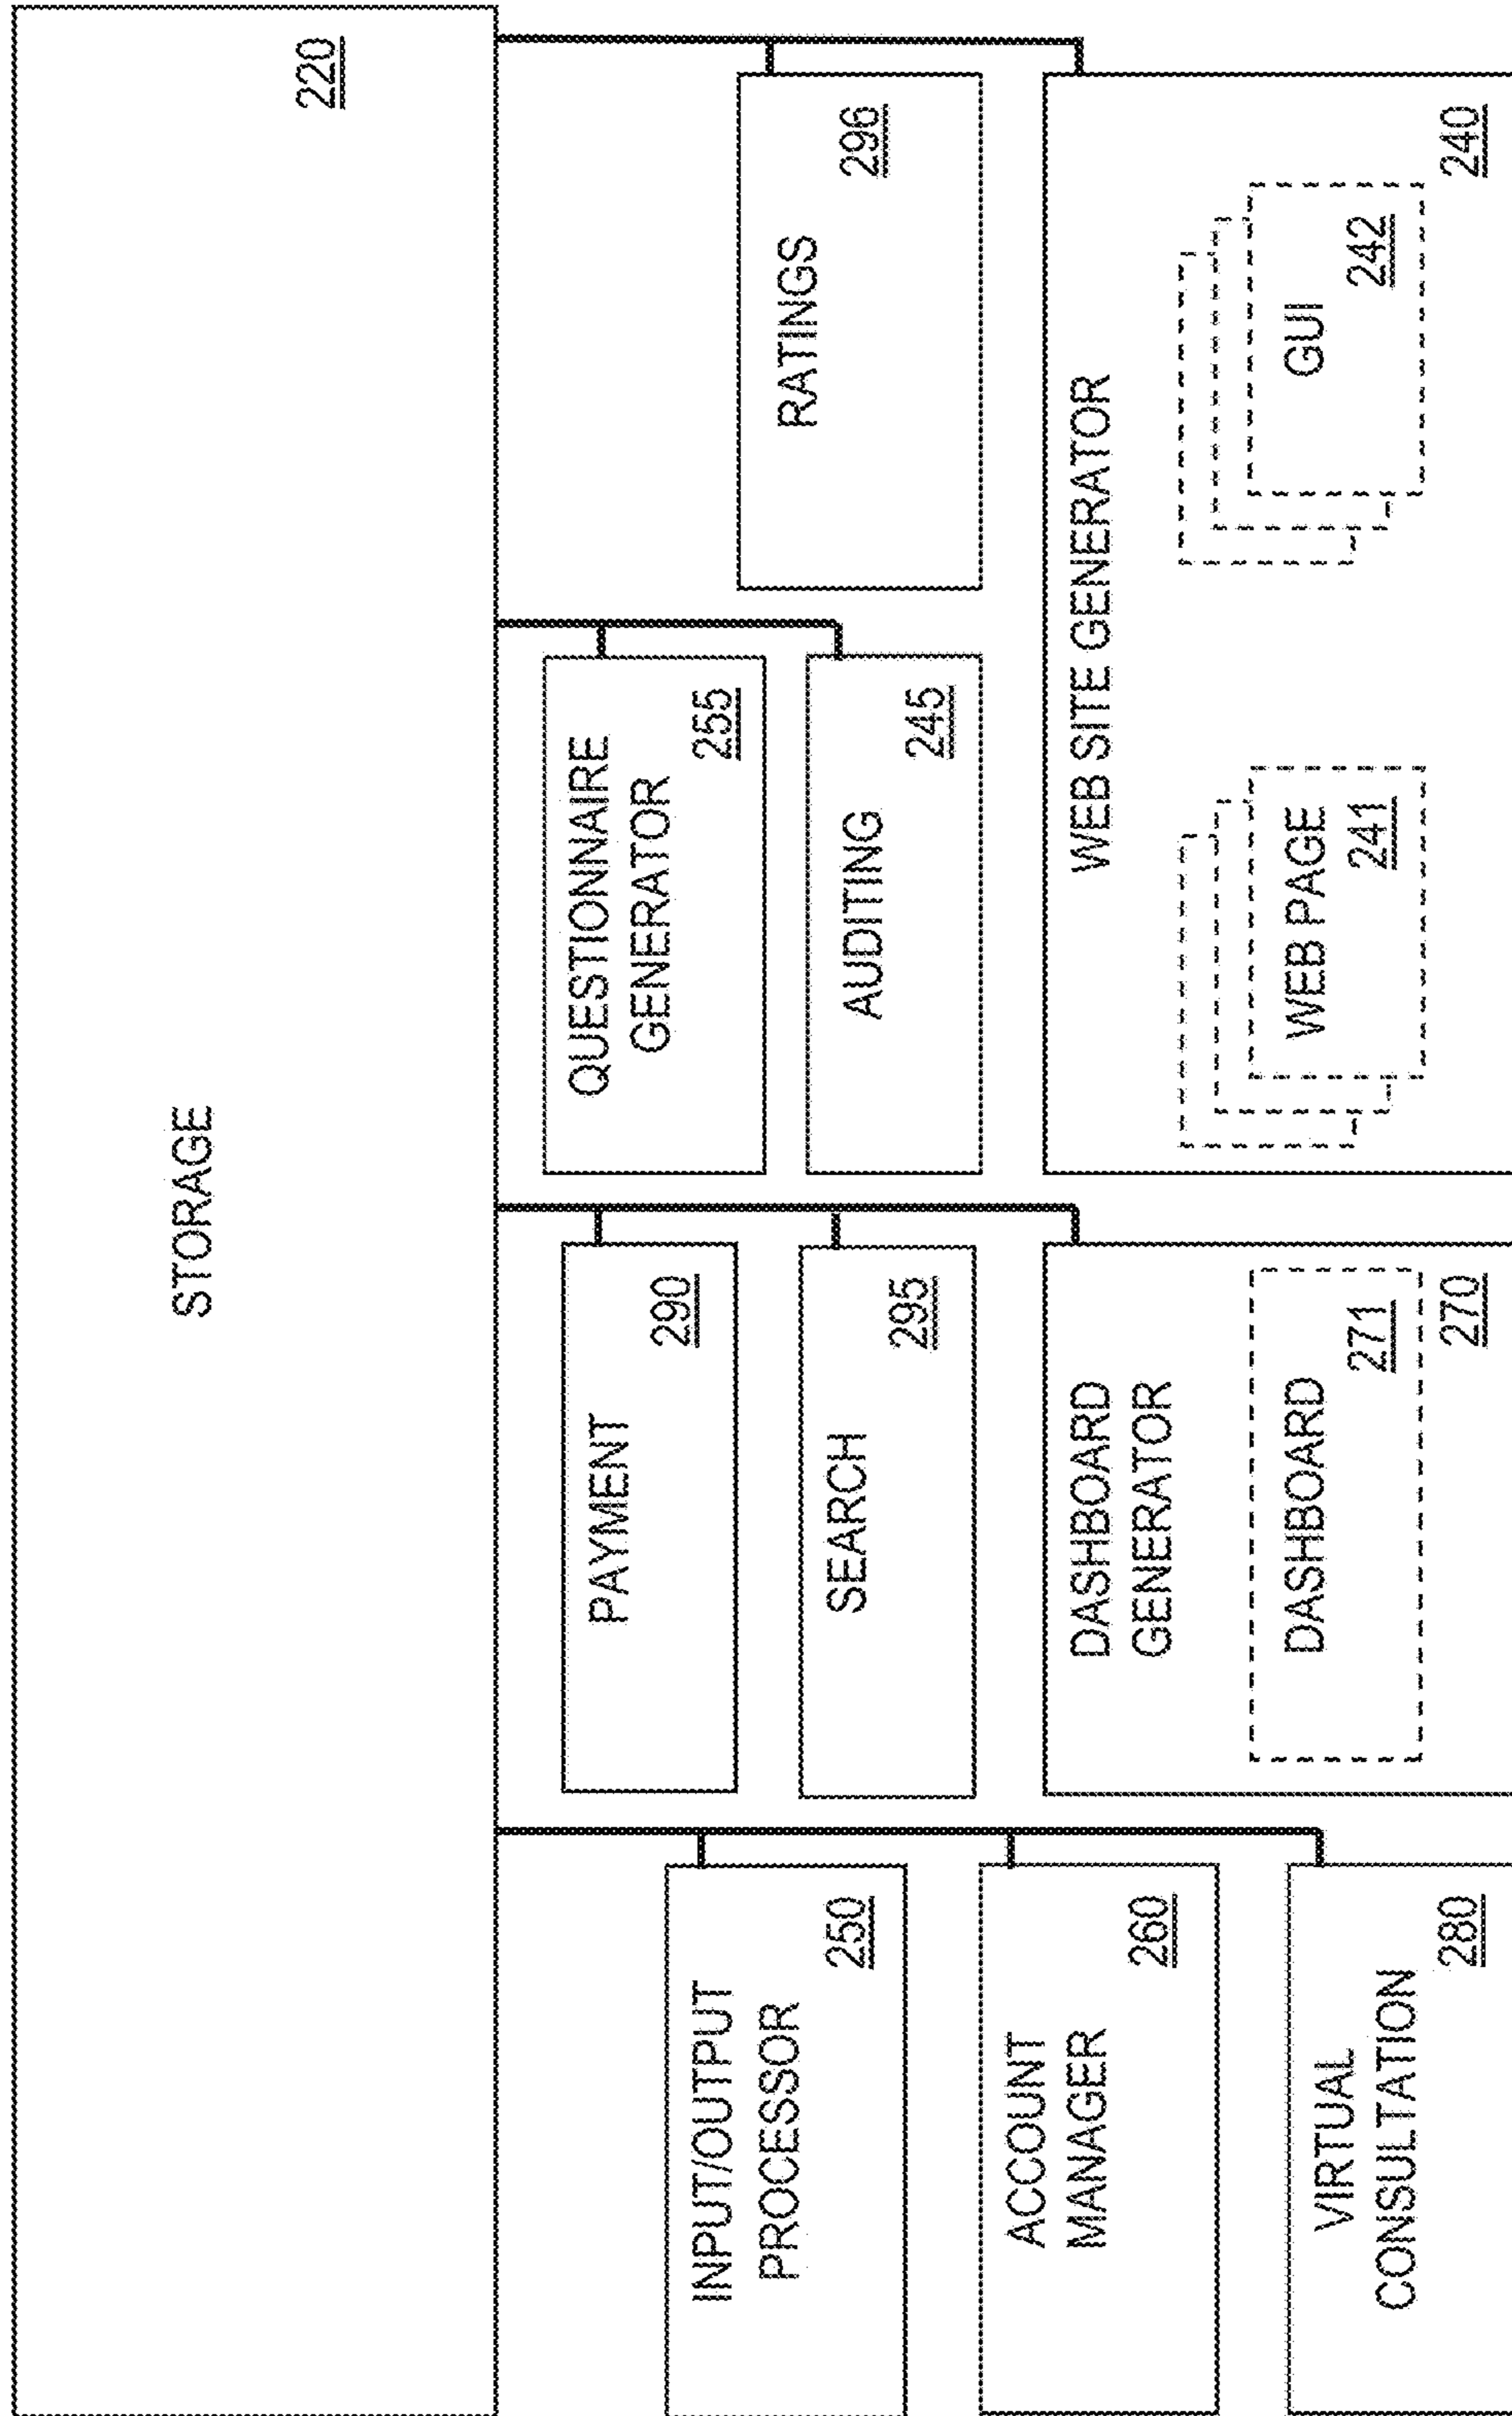 STORAGE
220
INPUT/OUTPUT
PROCESSOR
250
ACCOUNT
MANAGER
260
VIRTUAL
CONSULTATION
280
PAYMENT
290
SEARCH
295
DASHBOARD
GENERATOR
DASHBOARD
271
270
QUESTIONNAIRE
GENERATOR
255
AUDITING
245
RATINGS
296
WEB SITE GENERATOR
WEB PAGE
241
GUI
242
240